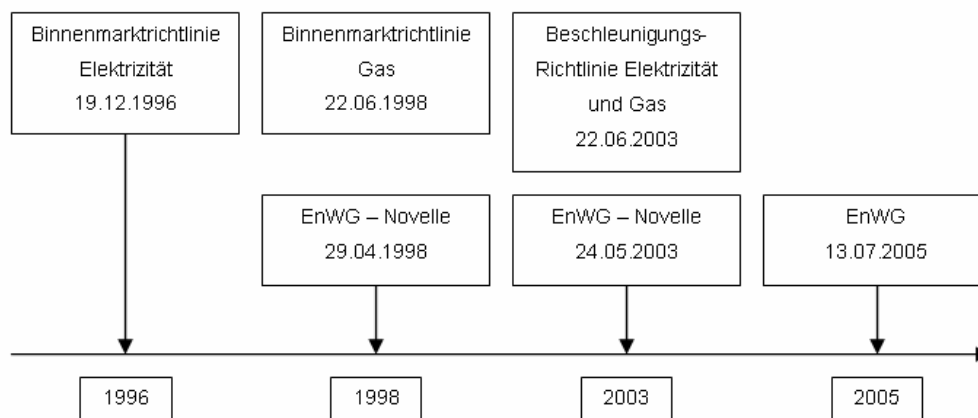 Binnenmarktrichtlinie
Elektrizität
19.12.1996
Binnenmarktrichtlinie
Gas
22.06.1998
Beschleunigungs-
Richtlinie Elektrizität
und Gas
22.06.2003
EnWG – Novelle
29.04.1998
EnWG – Novelle
24.05.2003
EnWG
13.07.2005
1996
1998
2003
2005